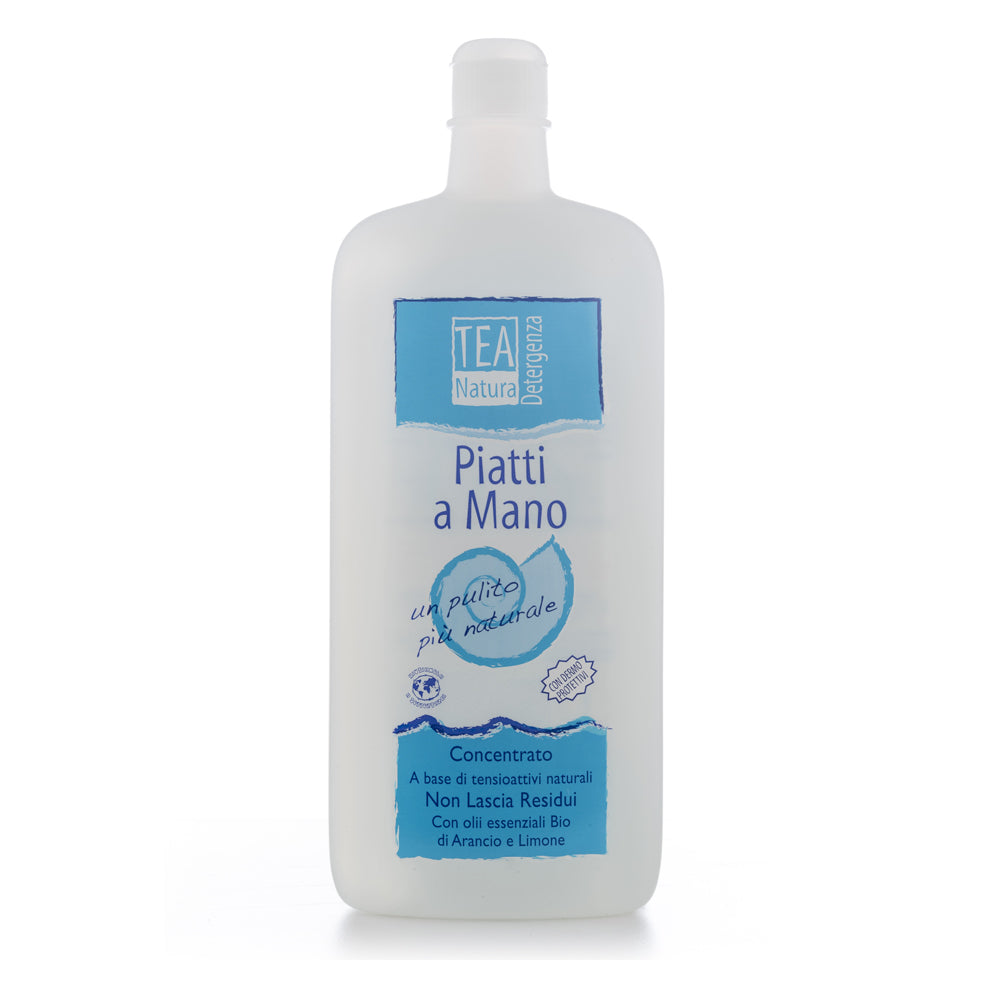 TEA
Natura
Detergenza
Piatti
a Mano
un pulito
più naturale
CON DERMO
PROTETTIVI
Concentrato
A base di tensioattivi naturali
Non Lascia Residui
Con olii essenziali Bio
di Arancio e Limone